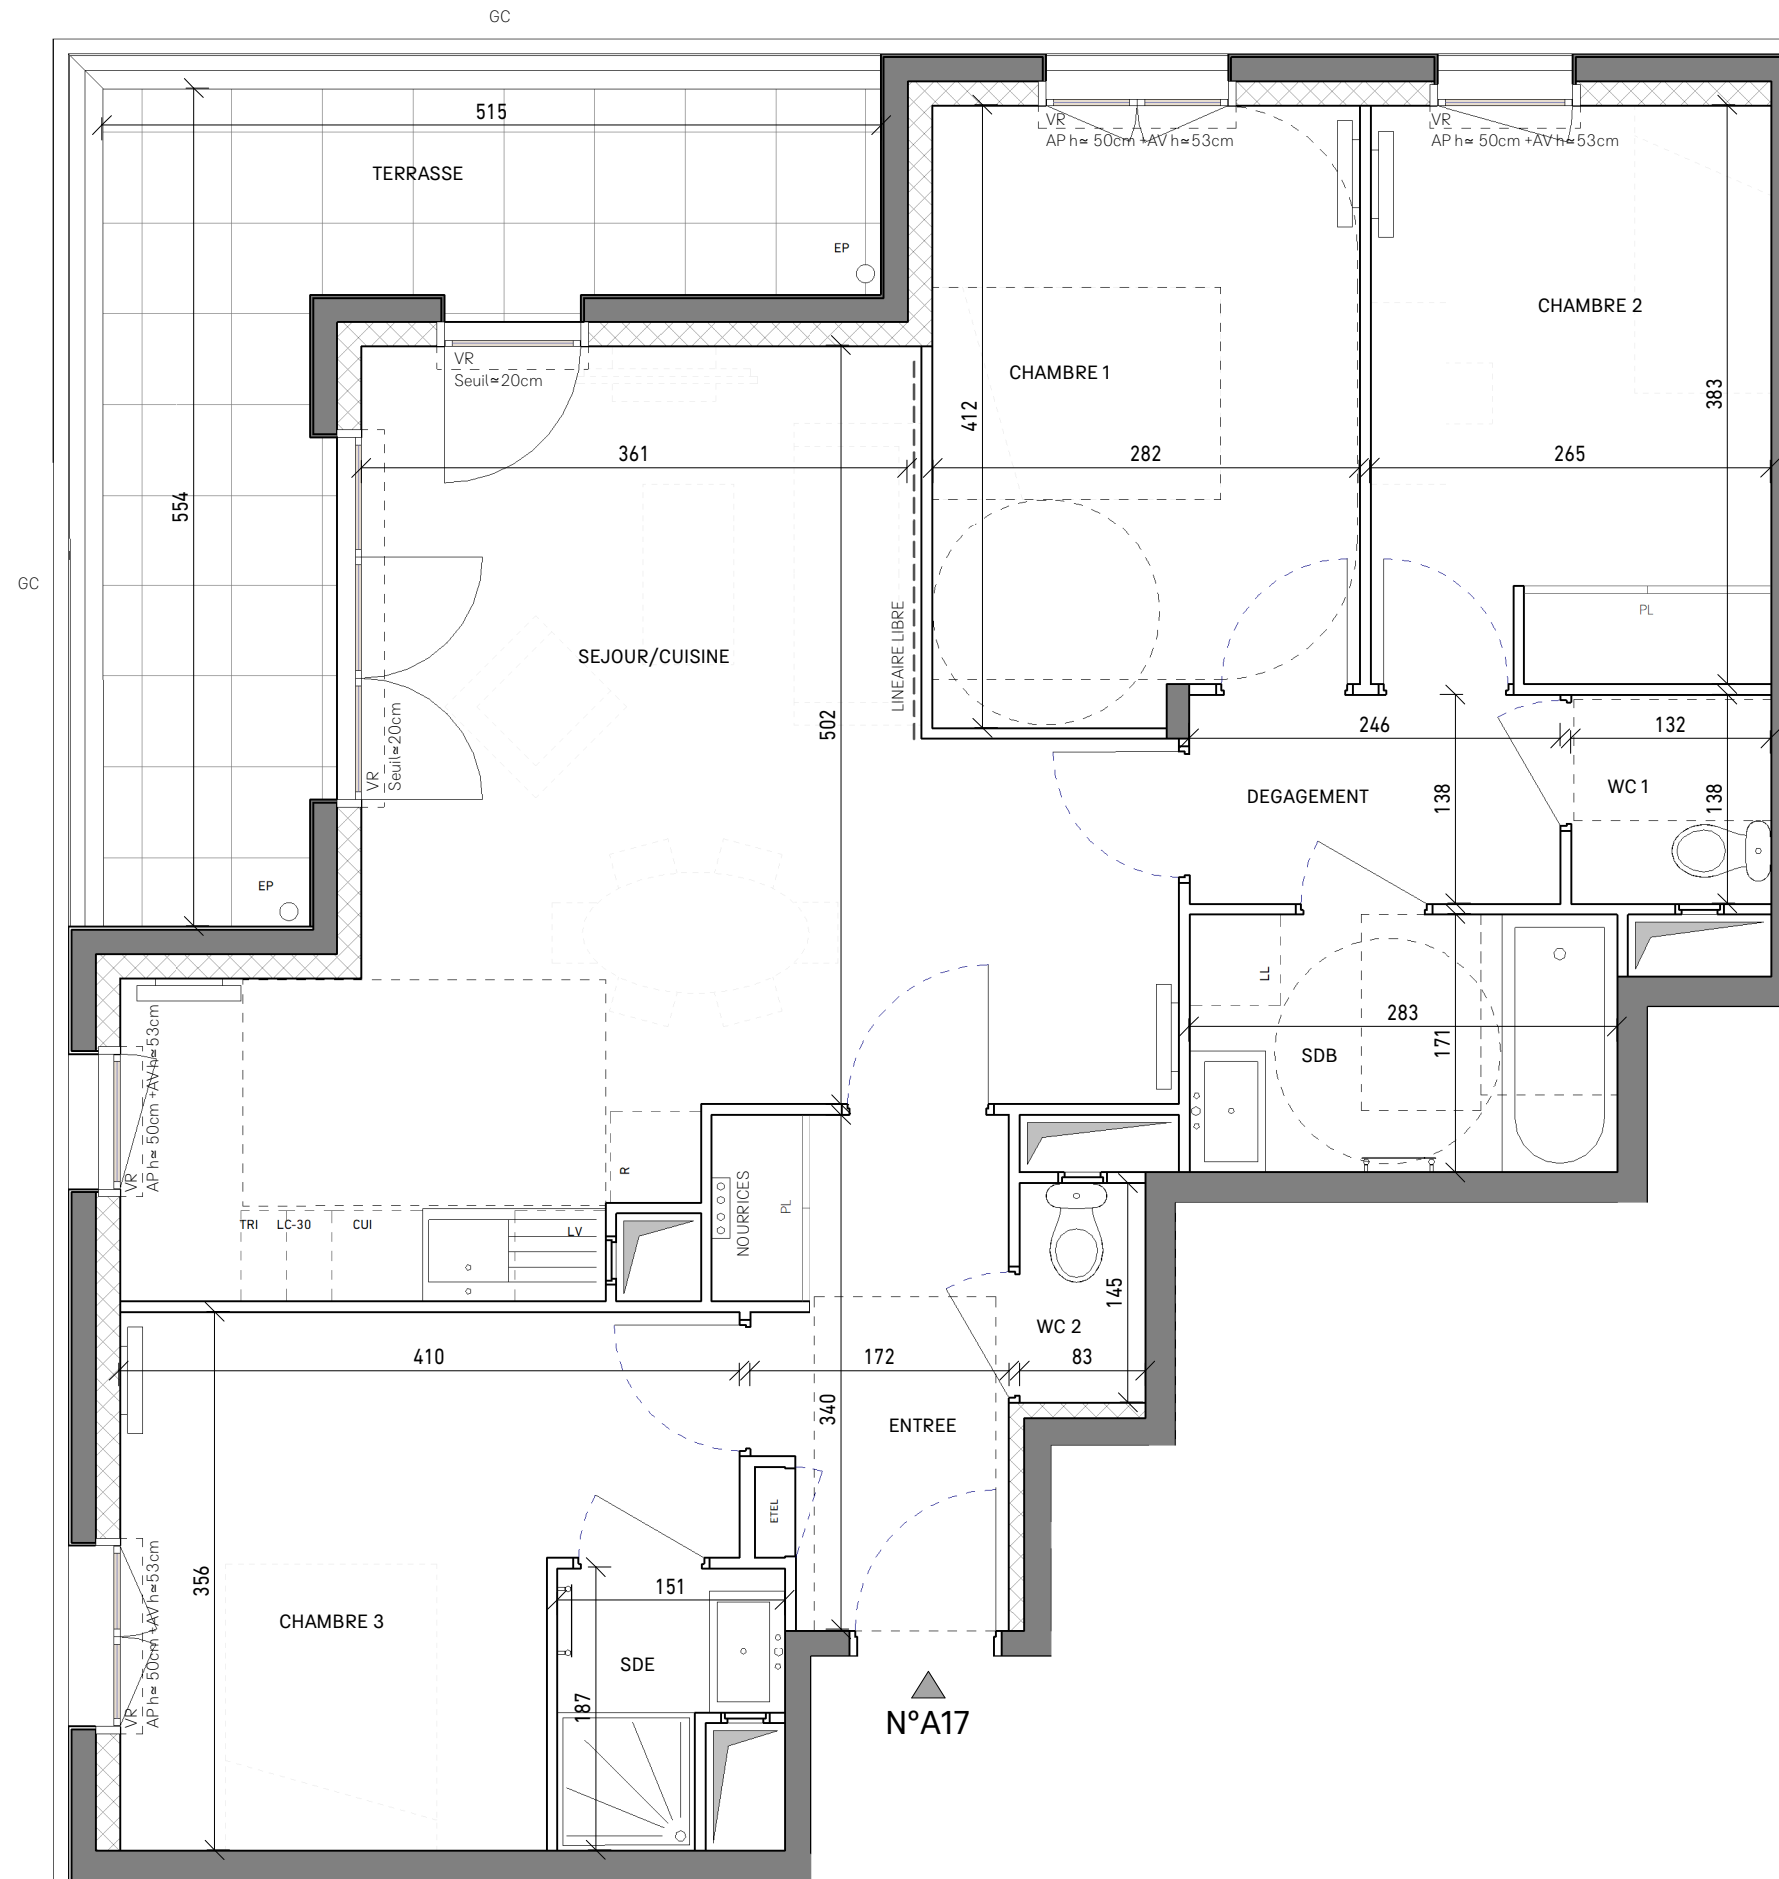 GC
515
TERRASSE
EP
VR
AP h≃ 50cm +AV h≃53cm
VR
AP h≃ 50cm +AV h≃53cm
CHAMBRE 2
VR
Seuil≃20cm
CHAMBRE 1
412
383
361
282
265
554
GC
LINEAIRE LIBRE
PL
SEJOUR/CUISINE
502
VR
Seuil≃20cm
246
132
WC 1
DEGAGEMENT
138
138
EP
LL
283
SDB
171
VR
AP h≃ 50cm +AV h≃53cm
R
NOURRICES
PL
TRI
LC-30
CUI
LV
145
WC 2
410
172
83
340
ENTREE
ETEL
356
151
CHAMBRE 3
VR
AP h≃ 50cm +AV h≃53cm
SDE
187
N°A17